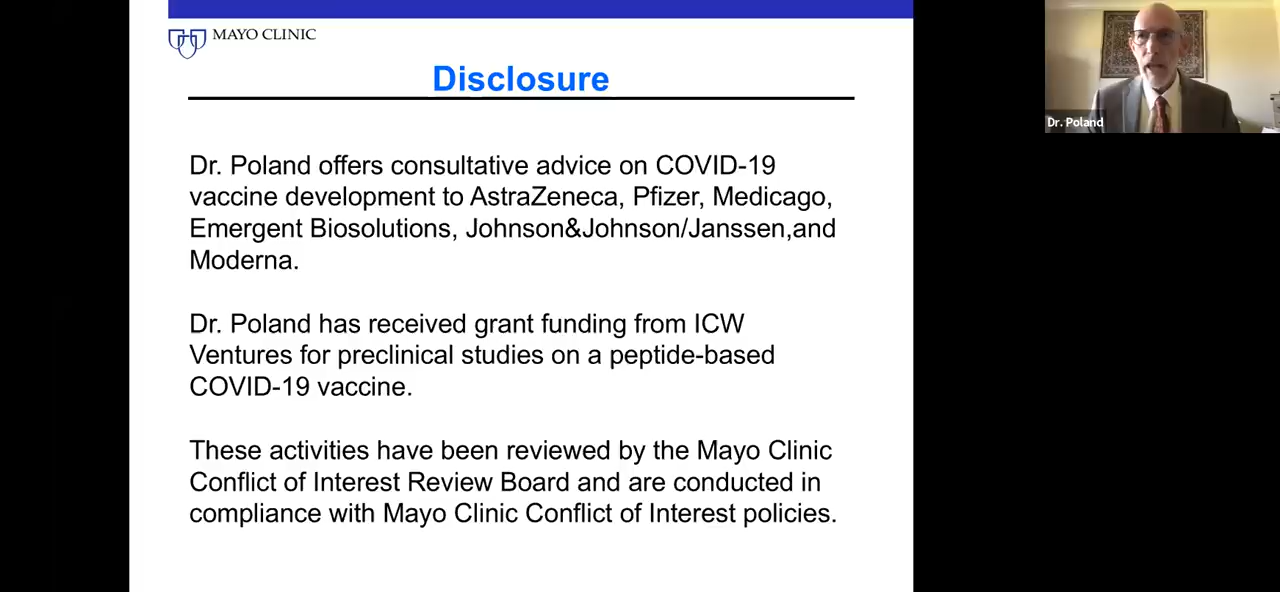 MAYO CLINIC
Disclosure
Dr. Poland offers consultative advice on COVID-19
vaccine development to AstraZeneca, Pfizer, Medicago,
Emergent Biosolutions, Johnson&Johnson/Janssen,and
Moderna.
Dr. Poland has received grant funding from ICW
Ventures for preclinical studies on a peptide-based
COVID-19 vaccine.
These activities have been reviewed by the Mayo Clinic
Conflict of Interest Review Board and are conducted in
compliance with Mayo Clinic Conflict of Interest policies.
Dr. Poland